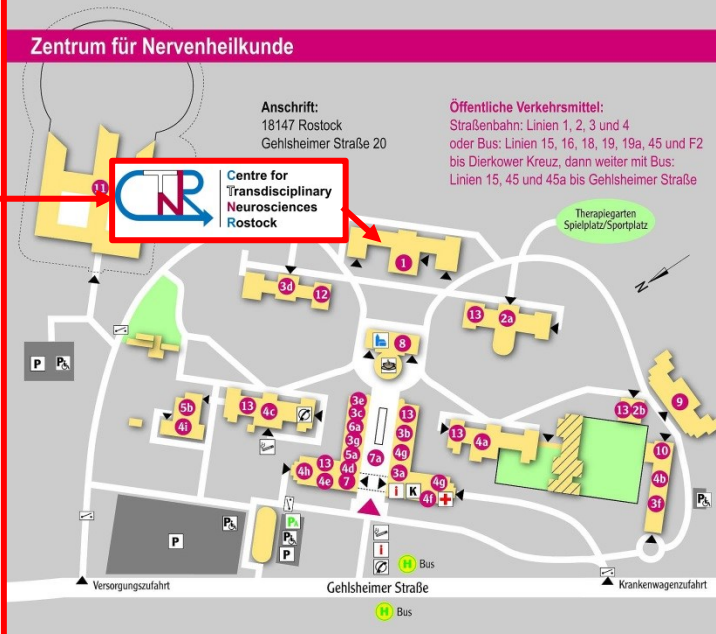 Zentrum für Nervenheilkunde
Anschrift:
18147 Rostock
Gehlsheimer Straße 20
Öffentliche Verkehrsmittel:
Straßenbahn: Linien 1, 2, 3 und 4
oder Bus: Linien 15, 16, 18, 19, 19a, 45 und F2
bis Dierkower Kreuz, dann weiter mit Bus:
Linien 15, 45 und 45a bis Gehlsheimer Straße
11
CTNR
Centre for
Transdisciplinary
Neurosciences
Rostock
Therapiegarten
Spielplatz/Sportplatz
1
N
3d
12
13
2a
8
P
P
9
5b
4i
13
4c
3e
3c
6a
3g
5a
4d
7
13
4h
4e
7a
13
3b
4g
3a
4g
4f
i
K
13
4a
13
2b
10
4b
3f
P
P
P
PA
P
P
i
H
Bus
Versorgungszufahrt
Gehlsheimer Straße
Krankenwagenzufahrt
H
Bus